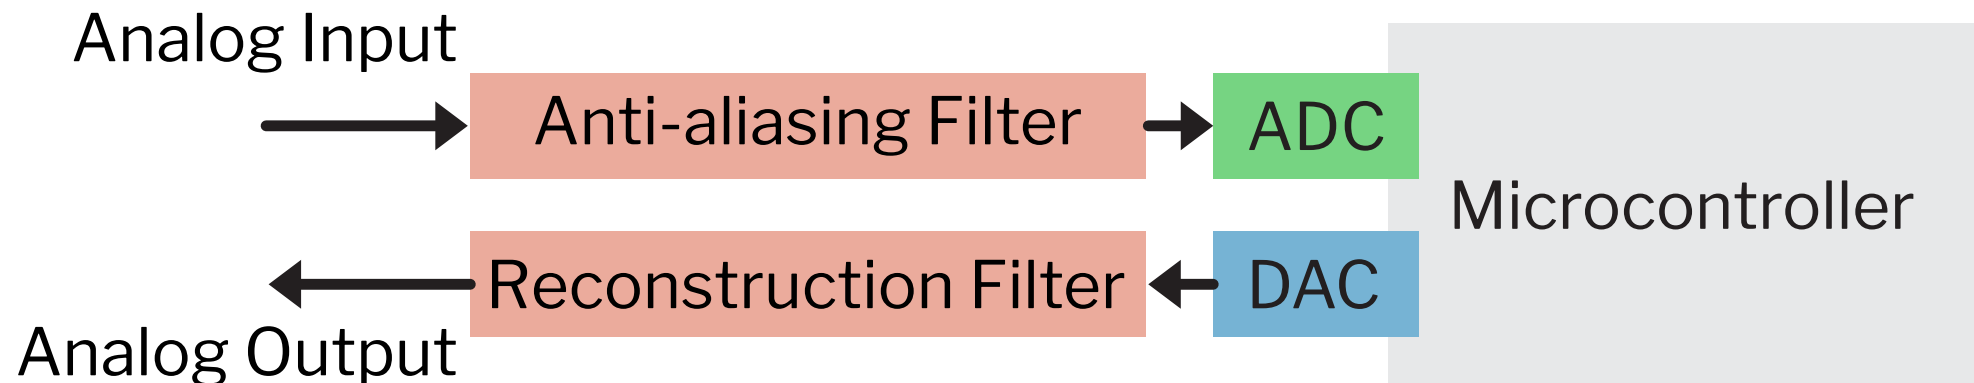 Analog Input
Anti-aliasing Filter
ADC
Microcontroller
Reconstruction Filter
DAC
Analog Output